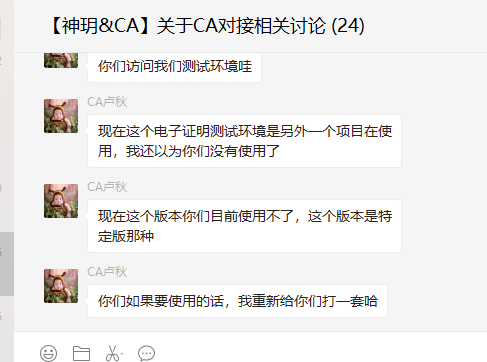 【神玥&CA】关于CA对接相关讨论 (24)
你们访问我们测试环境哇
CA卢秋
现在这个电子证明测试环境是另外一个项目在使
用，我还以为你们没有使用了
CA卢秋
现在这个版本你们目前使用不了，这个版本是特
定版那种
CA卢秋
你们如果要使用的话，我重新给你们打一套哈